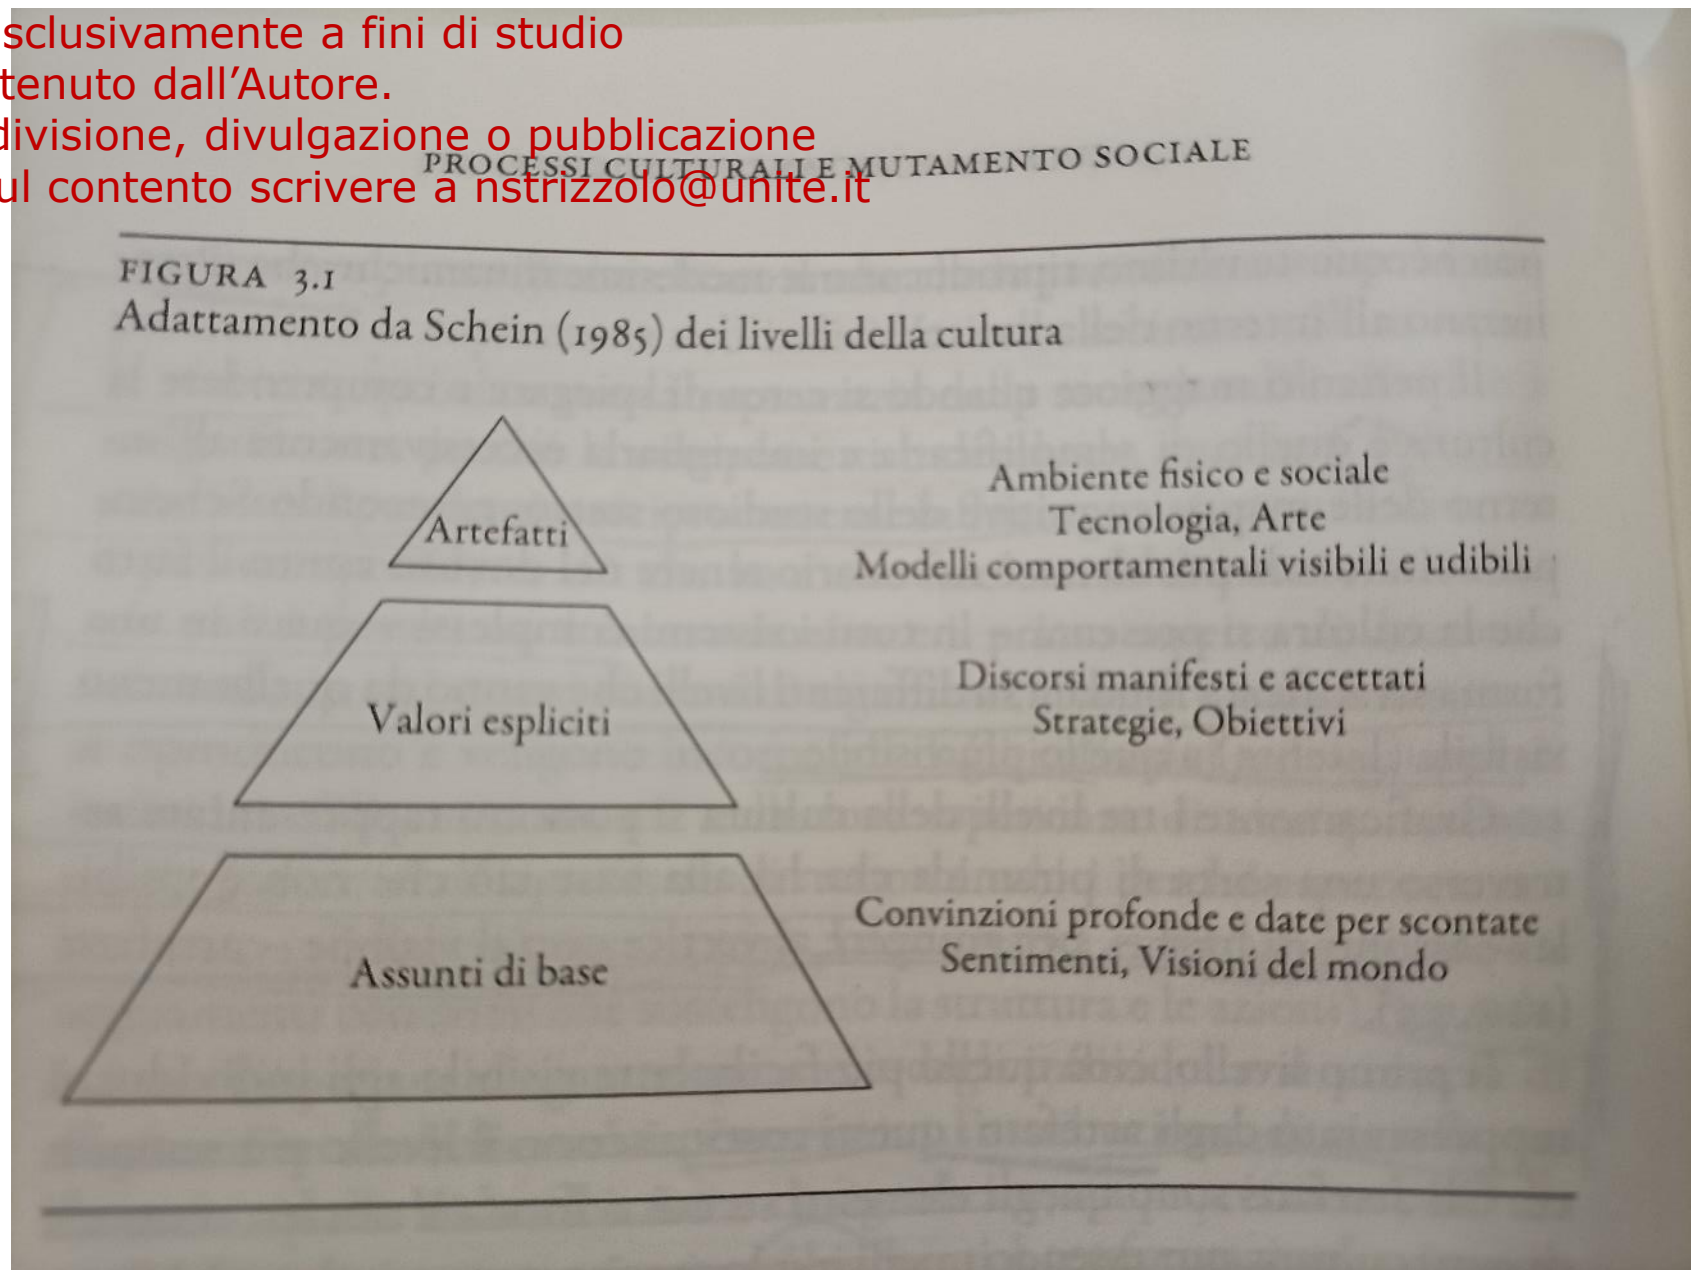 sclusivamente a fini di studio
tenuto dall'Autore.
divisione, divulgazione o pubblicazione
ul contento scrivere a nstrizzolo@unite.it
PROCESSI CULTURALI E MUTAMENTO SOCIALE
FIGURA 3.1
Adattamento da Schein (1985) dei livelli della cultura
Artefatti
Ambiente fisico e sociale
Tecnologia, Arte
Modelli comportamentali visibili e udibili
Valori espliciti
Discorsi manifesti e accettati
Strategie, Obiettivi
Assunti di base
Convinzioni profonde e date per scontate
Sentimenti, Visioni del mondo